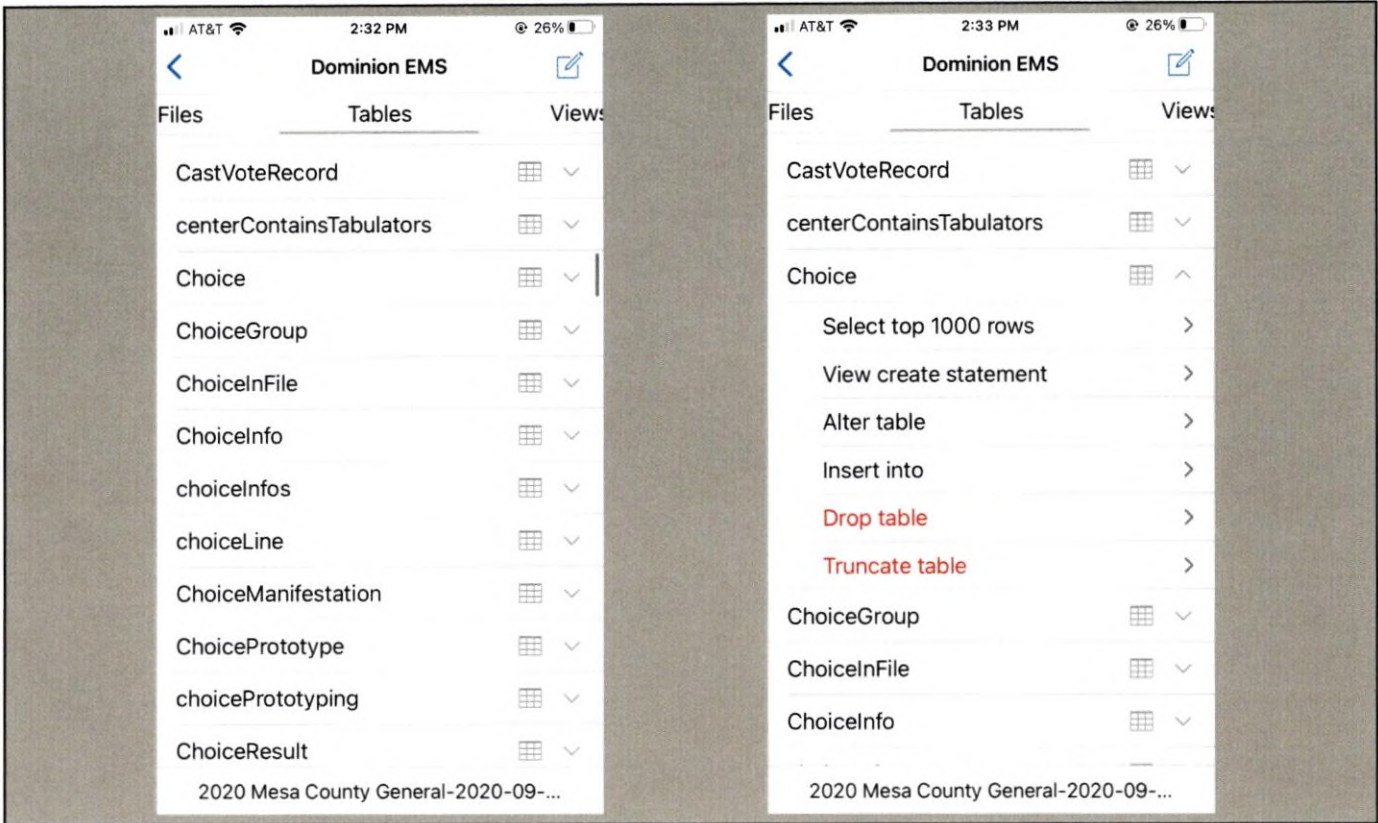 AT&T 2:32 PM 26%
Dominion EMS
Files Tables Views
CastVoteRecord
centerContainsTabulators
Choice
ChoiceGroup
ChoiceInFile
ChoiceInfo
choiceInfos
choiceLine
ChoiceManifestation
ChoicePrototype
choicePrototyping
ChoiceResult
2020 Mesa County General-2020-09-...
AT&T 2:33 PM 26%
Dominion EMS
Files Tables Views
CastVoteRecord
centerContainsTabulators
Choice
Select top 1000 rows
View create statement
Alter table
Insert into
Drop table
Truncate table
ChoiceGroup
ChoiceInFile
ChoiceInfo
2020 Mesa County General-2020-09-...